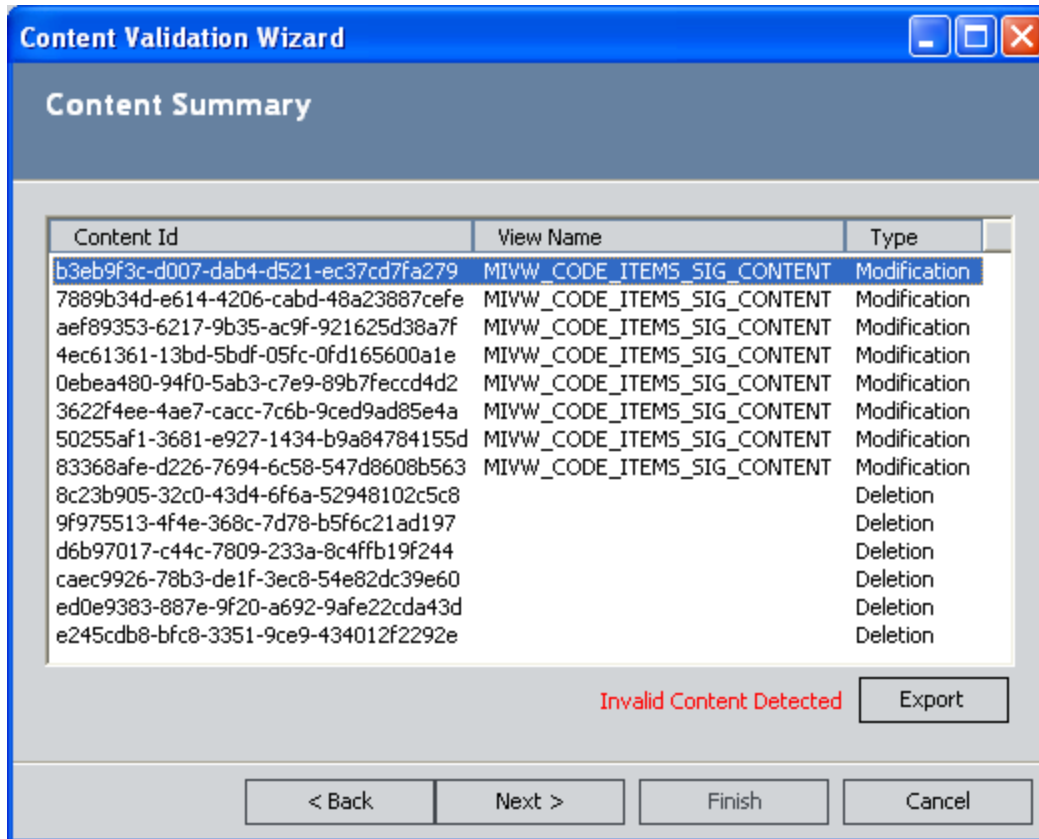 Content Validation Wizard
Content Summary
Content Id View Name Type
b3eb9f3c-d007-dab4-d521-ec37cd7fa279 MIVW_CODE_ITEMS_SIG_CONTENT Modification
7889b34d-e614-4206-cabd-48a23887cefe MIVW_CODE_ITEMS_SIG_CONTENT Modification
aef89353-6217-9b35-ac9f-921625d38a7f MIVW_CODE_ITEMS_SIG_CONTENT Modification
4ec61361-13bd-5bdf-05fc-0fd165600a1e MIVW_CODE_ITEMS_SIG_CONTENT Modification
0ebea480-94f0-5ab3-c7e9-89b7feccd4d2 MIVW_CODE_ITEMS_SIG_CONTENT Modification
3622f4ee-4ae7-cacc-7c6b-9ced9ad85e4a MIVW_CODE_ITEMS_SIG_CONTENT Modification
50255af1-3681-e927-1434-b9a84784155d MIVW_CODE_ITEMS_SIG_CONTENT Modification
83368afe-d226-7694-6c58-547d8608b563 MIVW_CODE_ITEMS_SIG_CONTENT Modification
8c23b905-32c0-43d4-6f6a-52948102c5c8 Deletion
9f975513-4f4e-368c-7d78-b5f6c21ad197 Deletion
d6b97017-c44c-7809-233a-8c4ffb19f244 Deletion
caec9926-78b3-de1f-3ec8-54e82dc39e60 Deletion
ed0e9383-887e-9f20-a692-9afe22cda43d Deletion
e245cdb8-bfc8-3351-9ce9-434012f2292e Deletion
Invalid Content Detected Export
< Back Next > Finish Cancel